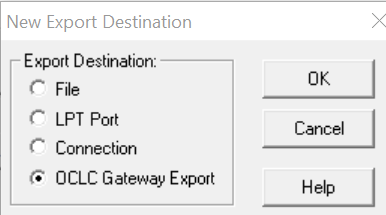 New Export Destination
Export Destination:
File
LPT Port
Connection
OCLC Gateway Export
OK
Cancel
Help